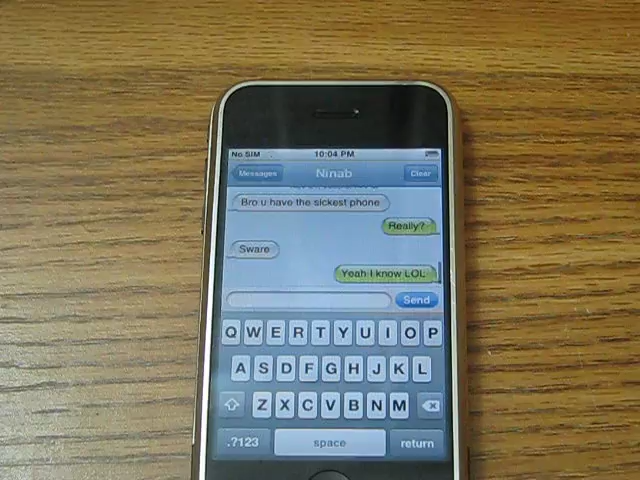 No SIM 10:04 PM
Messages Ninab Clear
Bro u have the sickest phone
Really?
Sware
Yeah I know LOL
Send
Q W E R T Y U I O P
A S D F G H J K L
Z X C V B N M
.?123 space return